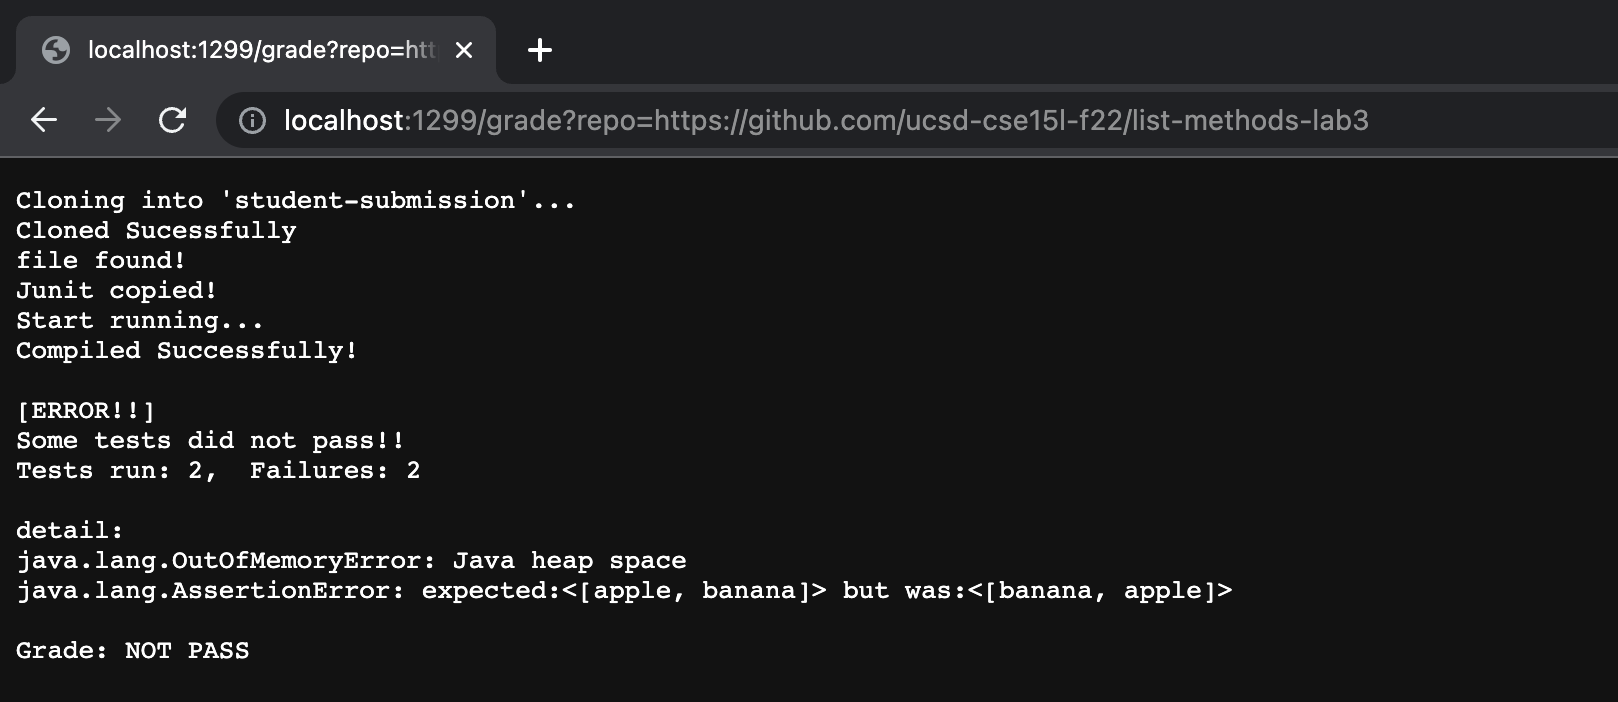 localhost:1299/grade?repo=htt
localhost:1299/grade?repo=https://github.com/ucsd-cse15l-f22/list-methods-lab3
Cloning into 'student-submission'...
Cloned Sucessfully
file found!
Junit copied!
Start running...
Compiled Successfully!
[ERROR!!]
Some tests did not pass!!
Tests run: 2,  Failures: 2
detail:
java.lang.OutOfMemoryError: Java heap space
java.lang.AssertionError: expected:<[apple, banana]> but was:<[banana, apple]>
Grade: NOT PASS